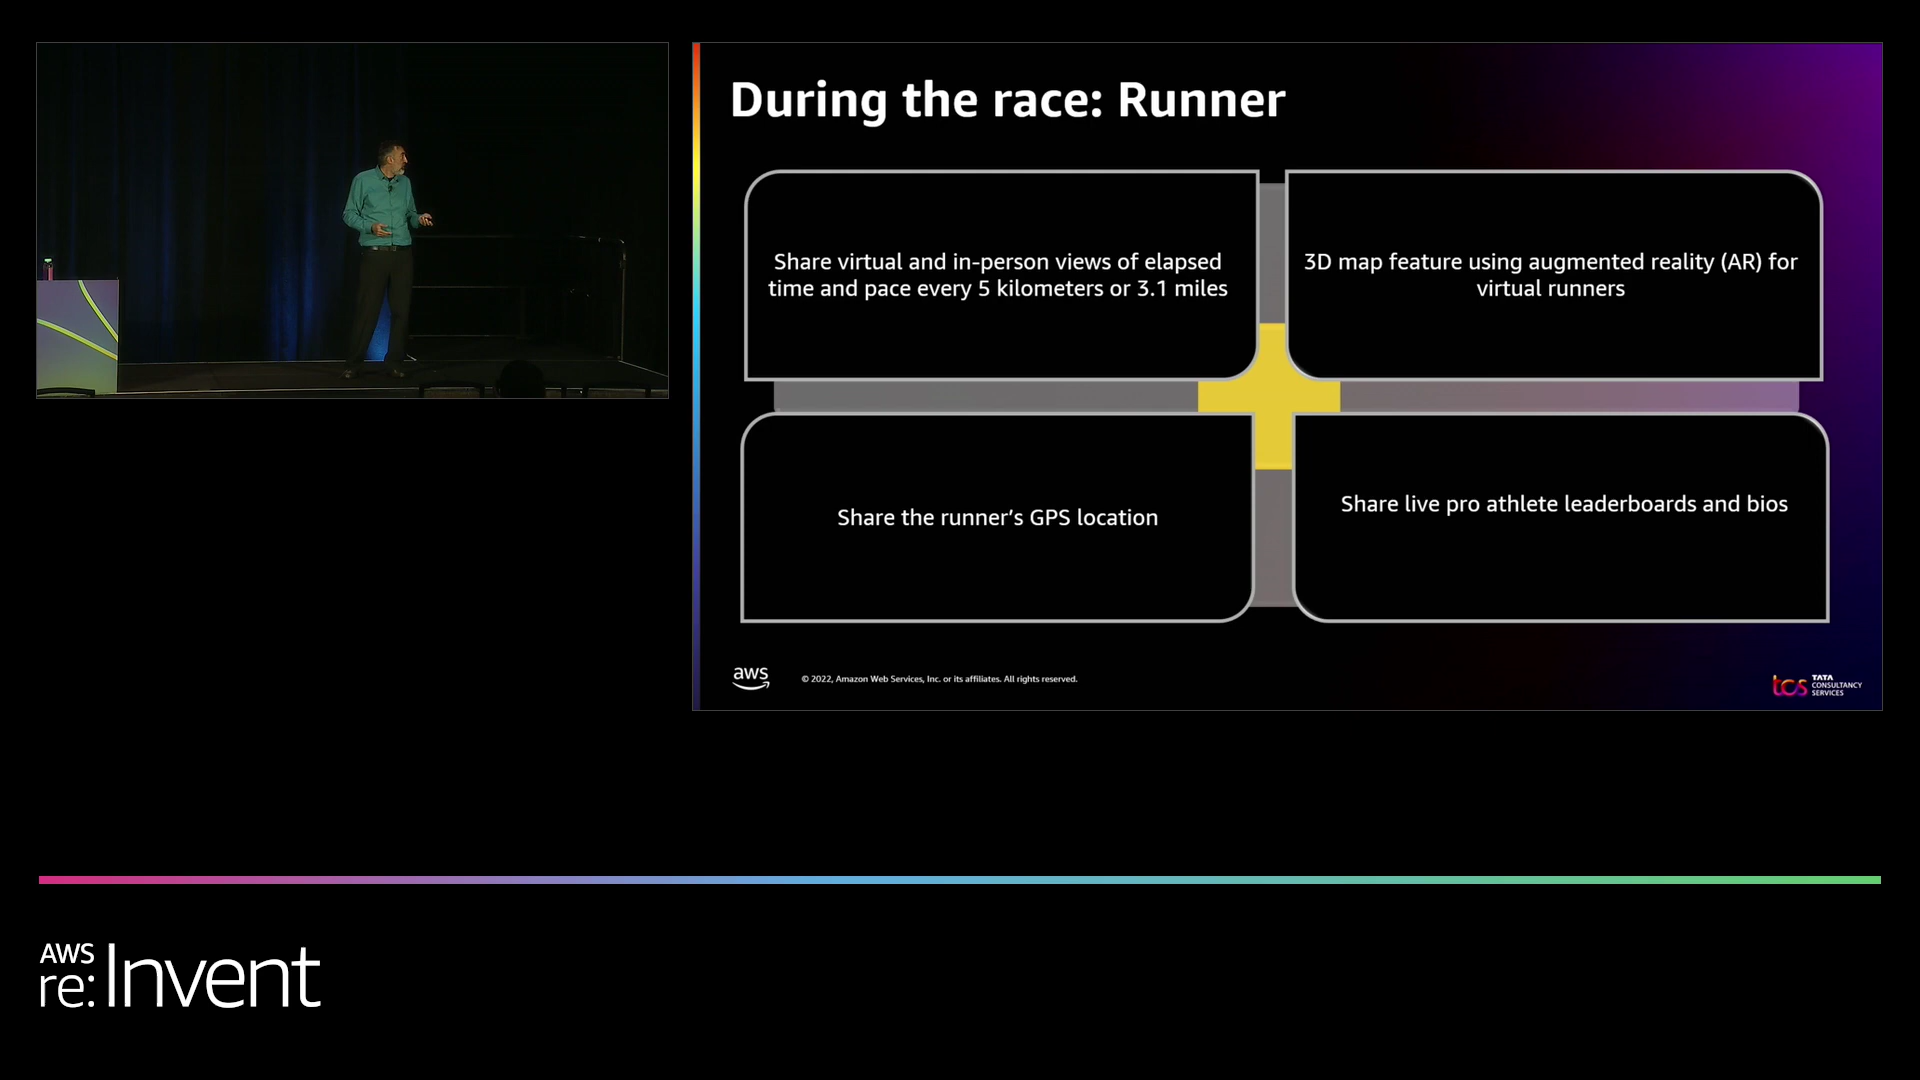 During the race: Runner
Share virtual and in-person views of elapsed
time and pace every 5 kilometers or 3.1 miles
3D map feature using augmented reality (AR) for
virtual runners
Share the runner’s GPS location
Share live pro athlete leaderboards and bios
aws
© 2022, Amazon Web Services, Inc. or its affiliates. All rights reserved.
tcs TATA
CONSULTANCY
SERVICES
AWS
re:Invent